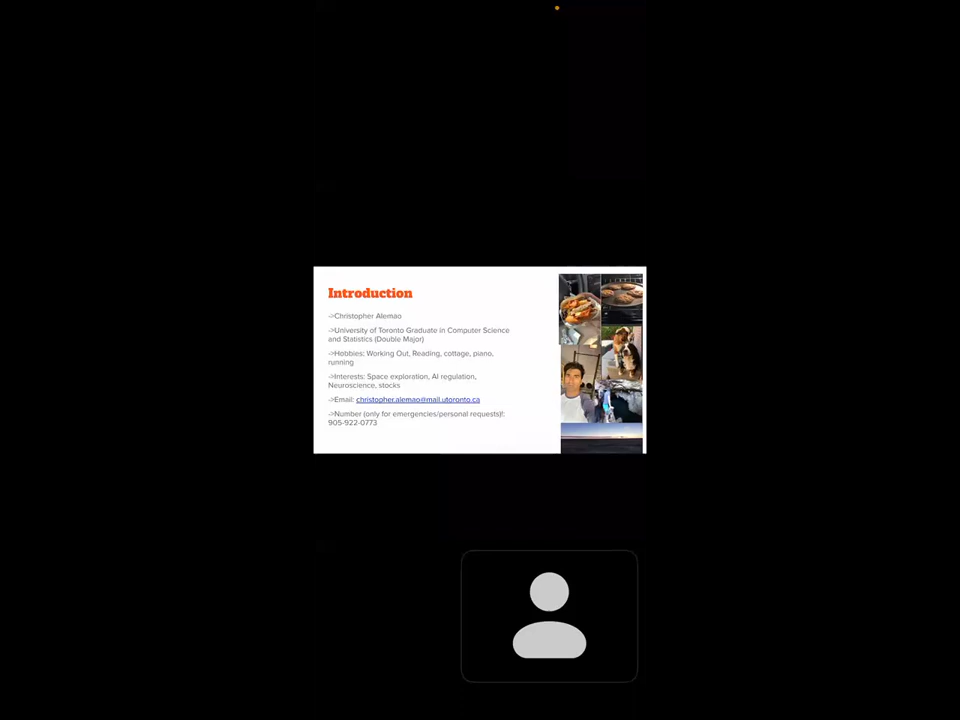 Introduction
->Christopher Alemao
->University of Toronto Graduate in Computer Science
and Statistics (Double Major)
->Hobbies: Working Out, Reading, cottage, piano,
running
->Interests: Space exploration, AI regulation,
Neuroscience, stocks
->Email: christopher.alemao@mail.utoronto.ca
->Number (only for emergencies/personal requests)!:
905-922-0773